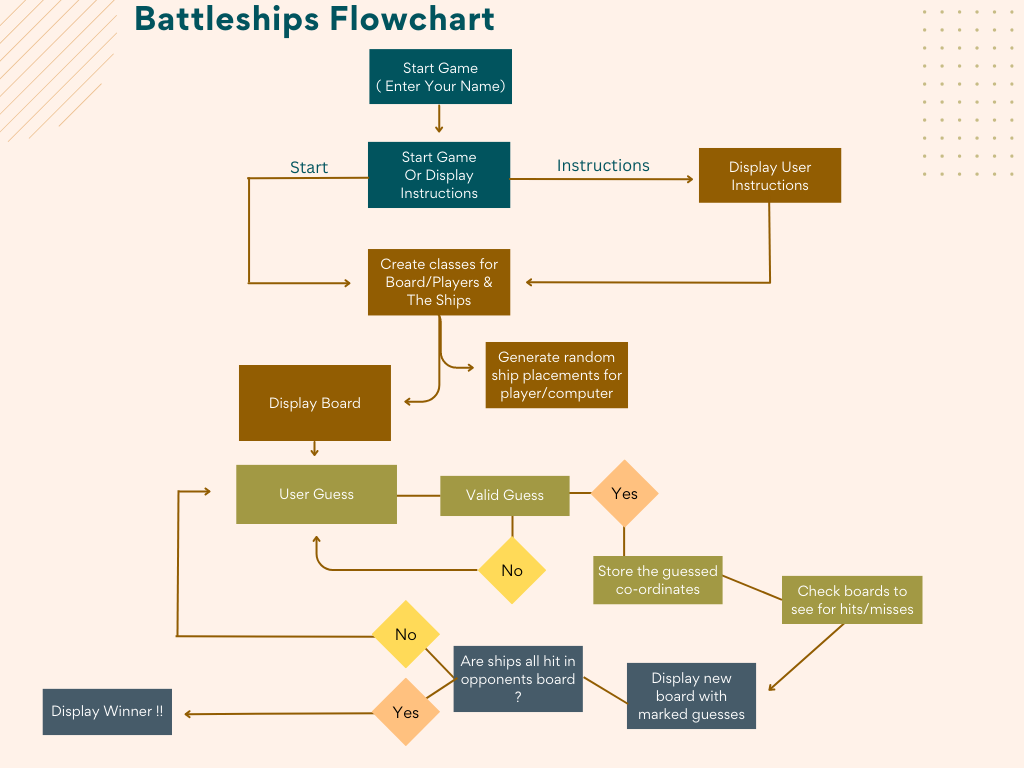 Battleships Flowchart
Start Game
( Enter Your Name)
Start
Start Game
Or Display
Instructions
Instructions
Display User
Instructions
Create classes for
Board/Players &
The Ships
Generate random
ship placements for
player/computer
Display Board
User Guess
Valid Guess
Yes
No
Store the guessed
co-ordinates
Check boards to
see for hits/misses
No
Are ships all hit in
opponents board
?
Display new
board with
marked guesses
Yes
Display Winner !!